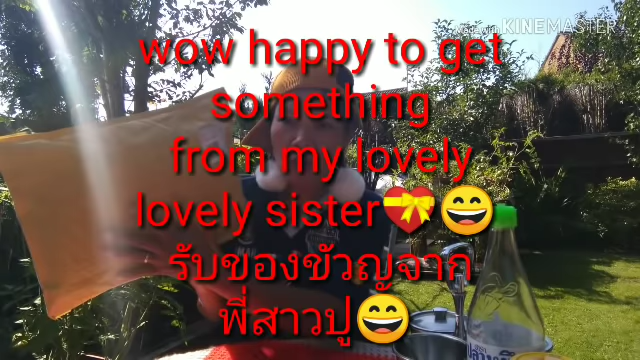 KINEMASTER
wow happy to get
something
from my lovely
lovely sister💝😄
รับของขัวญจาก
พี่สาวปู😄